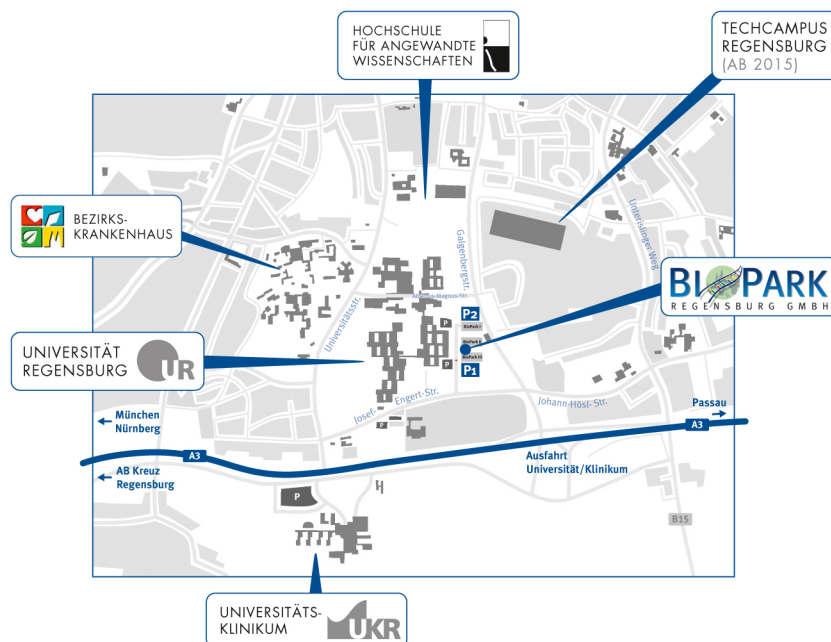 HOCHSCHULE
FÜR ANGEWANDTE
WISSENSCHAFTEN
TECHCAMPUS
REGENSBURG
(AB 2015)
BEZIRKS-
KRANKENHAUS
Unterislinger Weg
Galgenbergstr.
BIOPARK
REGENSBURG GMBH
Universitätsstr.
Albertus-Magnus-Str.
P2
BioPark I
P
BioPark II
BioPark III
P
P1
UNIVERSITÄT
REGENSBURG
UR
Josef-Engert-Str.
Johann-Hösl-Str.
München
Nürnberg
Passau
P
A3
A3
AB Kreuz
Regensburg
Ausfahrt
Universität/Klinikum
P
B15
UNIVERSITÄTS-
KLINIKUM
UKR